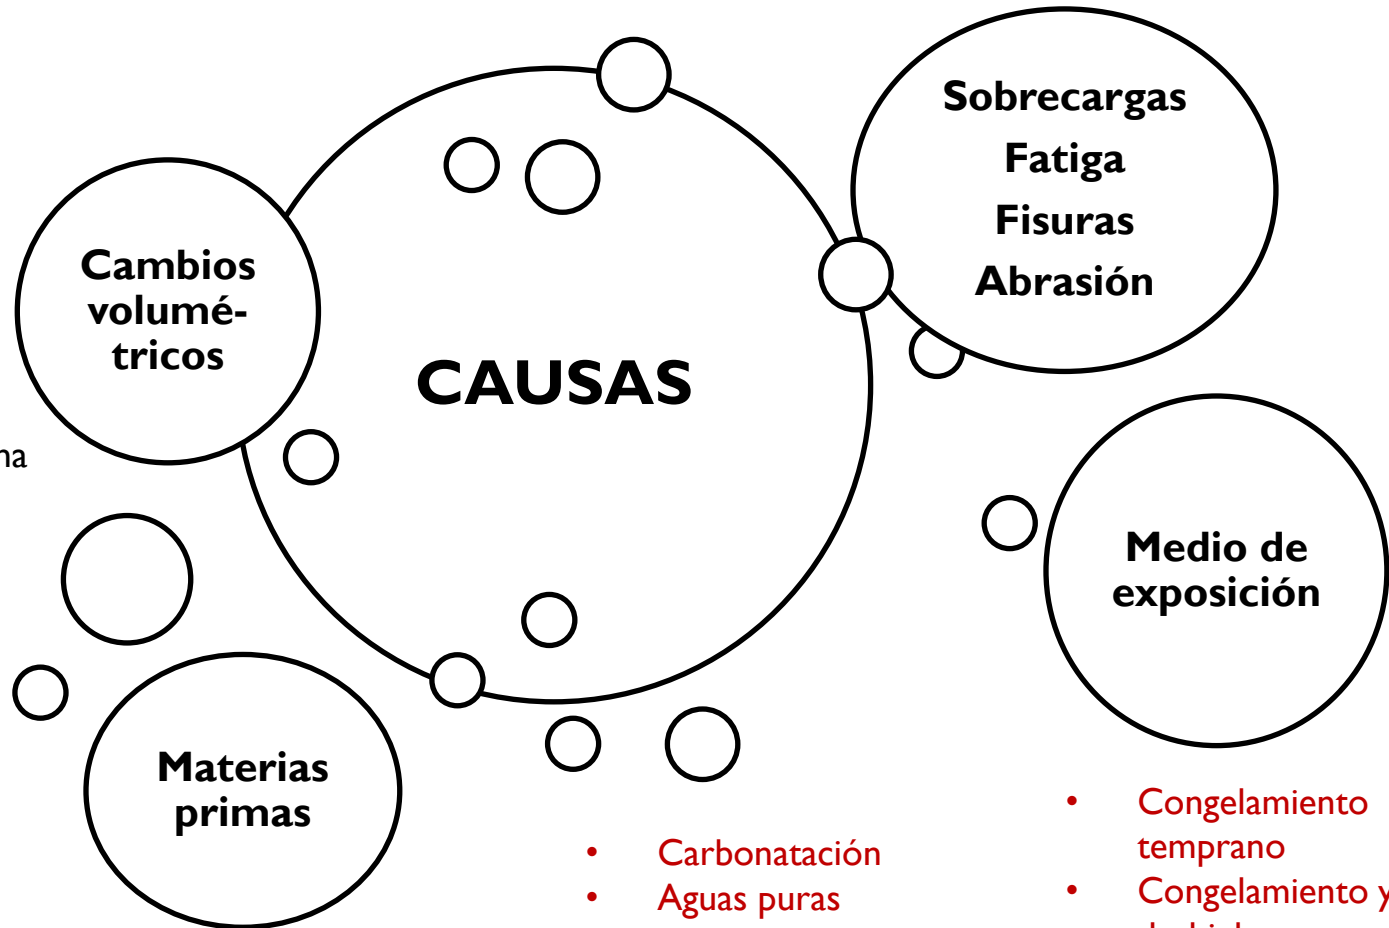 Sobrecargas
Fatiga
Fisuras
Abrasión
Cambios
volumé-
tricos
CAUSAS
Medio de
exposición
Materias
primas
• Carbonatación
• Aguas puras
• Congelamiento
temprano
• Congelamiento y